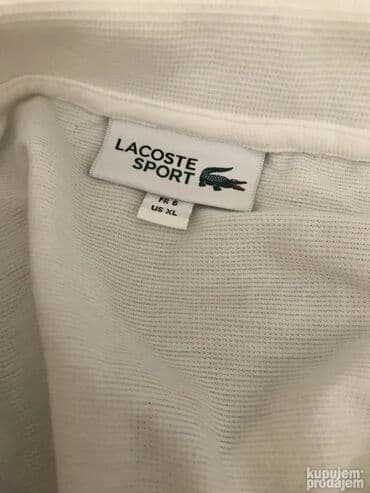 LACOSTE
SPORT
FR 6
US XL
kupujem
prodajem